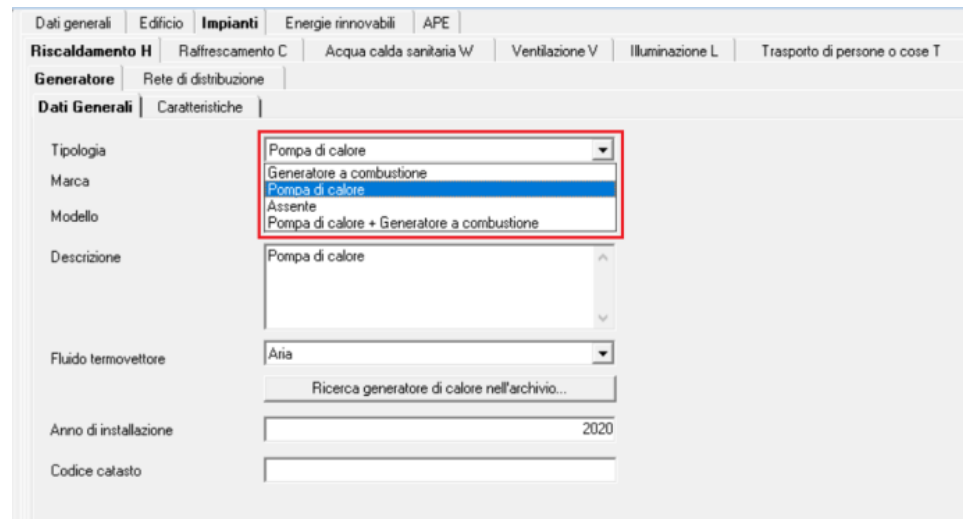 Dati generali Edificio Impianti Energie rinnovabili APE
Riscaldamento H Raffrescamento C Acqua calda sanitaria W Ventilazione V Illuminazione L Trasporto di persone o cose T
Generatore Rete di distribuzione
Dati Generali Caratteristiche
Tipologia Pompa di calore
Generatore a combustione
Marca
Pompa di calore
Assente
Modello
Pompa di calore + Generatore a combustione
Descrizione Pompa di calore
Fluido termovettore Aria
Ricerca generatore di calore nell'archivio...
Anno di installazione 2020
Codice catasto